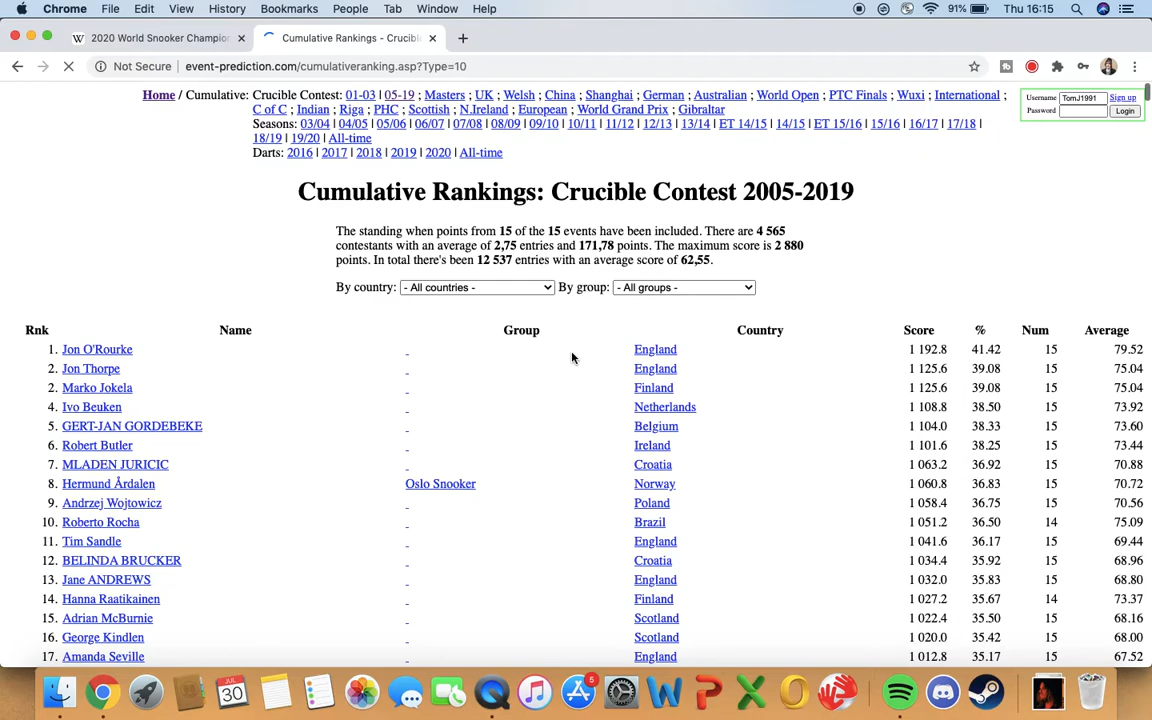 Chrome File Edit View History Bookmarks People Tab Window Help 91% Thu 16:15
2020 World Snooker Champio Cumulative Rankings - Crucibl
Not Secure event-prediction.com/cumulativeranking.asp?Type=10
Home / Cumulative: Crucible Contest: 01-03 | 05-19 ; Masters ; UK ; Welsh ; China ; Shanghai ; German ; Australian ; World Open ; PTC Finals ; Wuxi ; International ;
C of C ; Indian ; Riga ; PHC ; Scottish ; N.Ireland ; European ; World Grand Prix ; Gibraltar
Seasons: 03/04 | 04/05 | 05/06 | 06/07 | 07/08 | 08/09 | 09/10 | 10/11 | 11/12 | 12/13 | 13/14 | ET 14/15 | 14/15 | ET 15/16 | 15/16 | 16/17 | 17/18 |
18/19 | 19/20 | All-time
Darts: 2016 | 2017 | 2018 | 2019 | 2020 | All-time
Username TomJ1991 Sign up
Password Login
Cumulative Rankings: Crucible Contest 2005-2019
The standing when points from 15 of the 15 events have been included. There are 4 565
contestants with an average of 2,75 entries and 171,78 points. The maximum score is 2 880
points. In total there's been 12 537 entries with an average score of 62,55.
By country: - All countries - By group: - All groups -
Rnk Name Group Country Score % Num Average
1. Jon O'Rourke England 1 192.8 41.42 15 79.52
2. Jon Thorpe England 1 125.6 39.08 15 75.04
2. Marko Jokela Finland 1 125.6 39.08 15 75.04
4. Ivo Beuken Netherlands 1 108.8 38.50 15 73.92
5. GERT-JAN GORDEBEKE Belgium 1 104.0 38.33 15 73.60
6. Robert Butler Ireland 1 101.6 38.25 15 73.44
7. MLADEN JURICIC Croatia 1 063.2 36.92 15 70.88
8. Hermund Årdalen Oslo Snooker Norway 1 060.8 36.83 15 70.72
9. Andrzej Wojtowicz Poland 1 058.4 36.75 15 70.56
10. Roberto Rocha Brazil 1 051.2 36.50 14 75.09
11. Tim Sandle England 1 041.6 36.17 15 69.44
12. BELINDA BRUCKER Croatia 1 034.4 35.92 15 68.96
13. Jane ANDREWS England 1 032.0 35.83 15 68.80
14. Hanna Raatikainen Finland 1 027.2 35.67 14 73.37
15. Adrian McBurnie Scotland 1 022.4 35.50 15 68.16
16. George Kindlen Scotland 1 020.0 35.42 15 68.00
17. Amanda Seville England 1 012.8 35.17 15 67.52
JUL 30 5